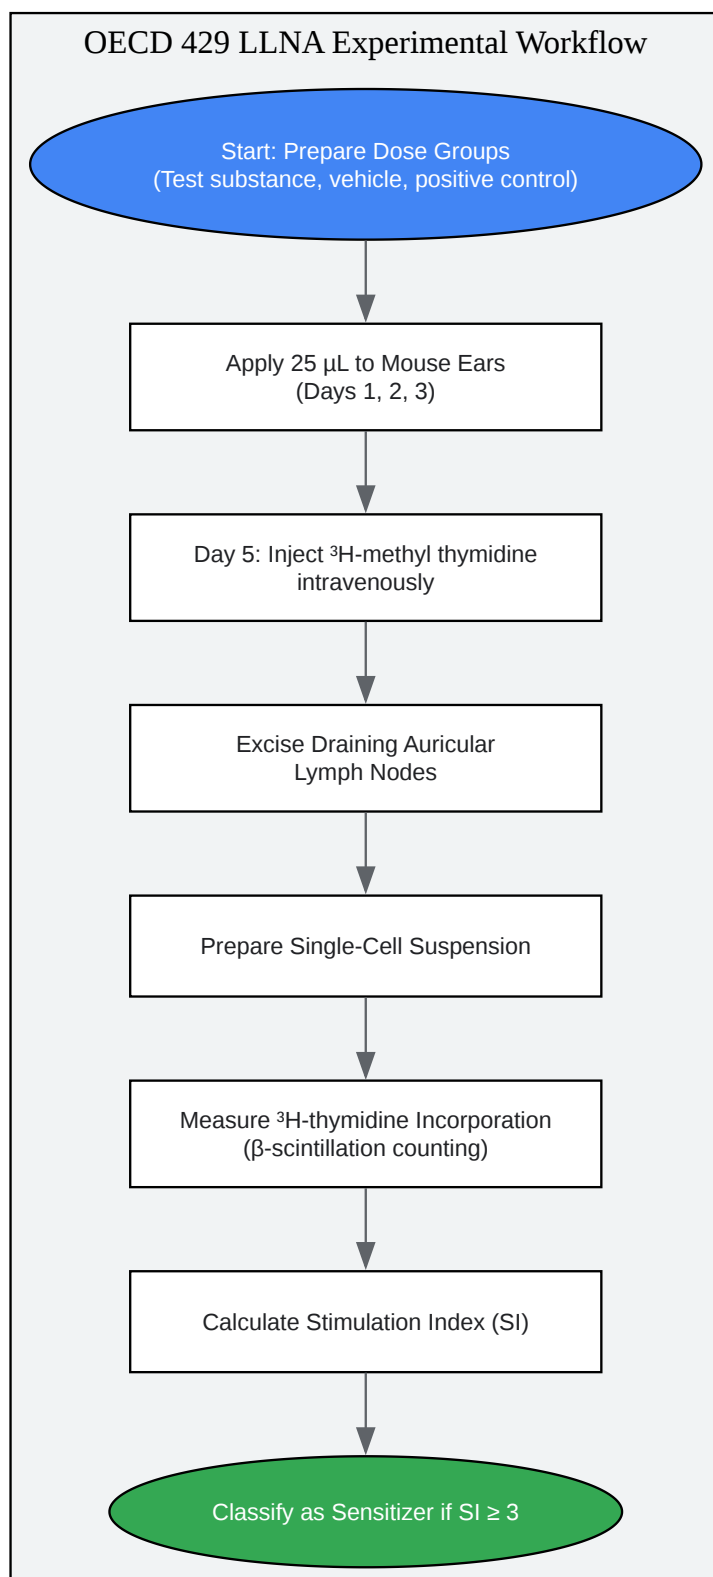 OECD 429 LLNA Experimental Workflow
Start: Prepare Dose Groups
(Test substance, vehicle, positive control)
Apply 25 µL to Mouse Ears
(Days 1, 2, 3)
Day 5: Inject ³H-methyl thymidine
intravenously
Excise Draining Auricular
Lymph Nodes
Prepare Single-Cell Suspension
Measure ³H-thymidine Incorporation
(β-scintillation counting)
Calculate Stimulation Index (SI)
Classify as Sensitizer if SI ≥ 3